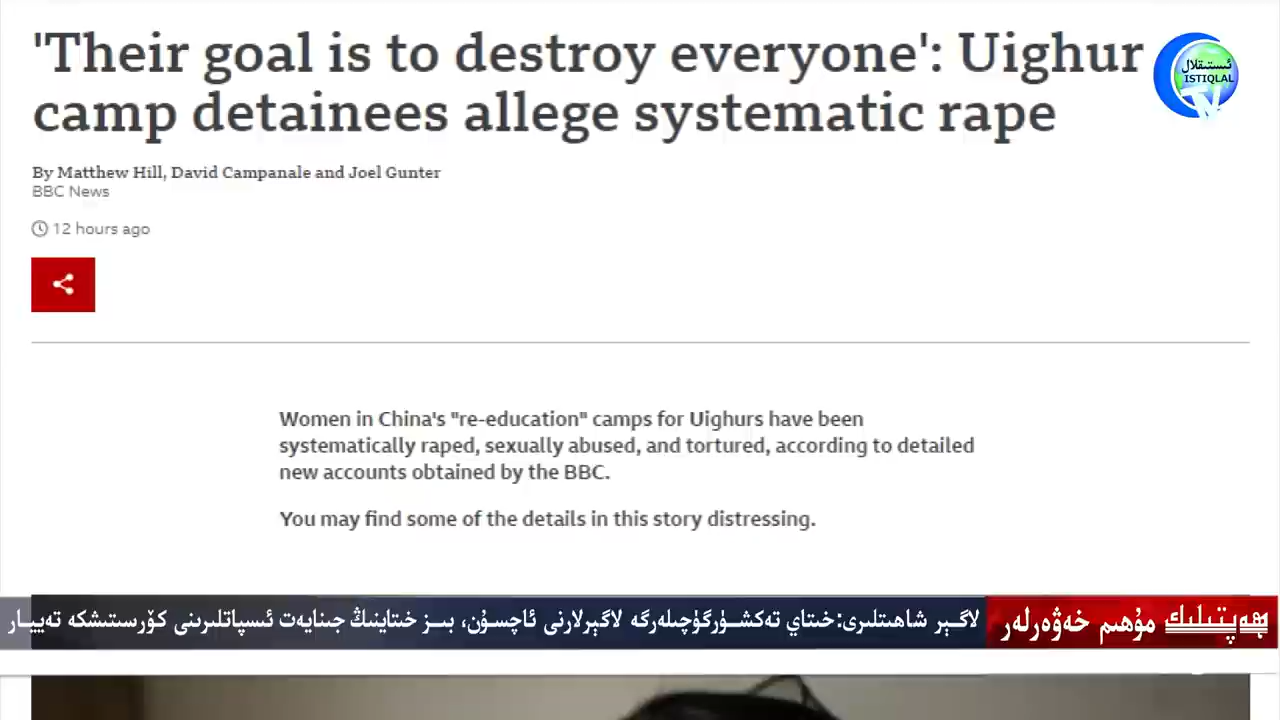 'Their goal is to destroy everyone': Uighur
camp detainees allege systematic rape
ئىستىقلال
ISTIQLAL
TV
By Matthew Hill, David Campanale and Joel Gunter
BBC News
12 hours ago
Women in China's "re-education" camps for Uighurs have been
systematically raped, sexually abused, and tortured, according to detailed
new accounts obtained by the BBC.
You may find some of the details in this story distressing.
ھەپتىلىك مۇھىم خەۋەرلەر
لاگېر شاھىتلىرى:خىتاي تەكشۈرگۈچىلەرگە لاگېرلارنى ئاچسۇن، بىز خىتاينىڭ جىنايەت ئىسپاتلىرىنى كۆرسىتىشكە تەييار